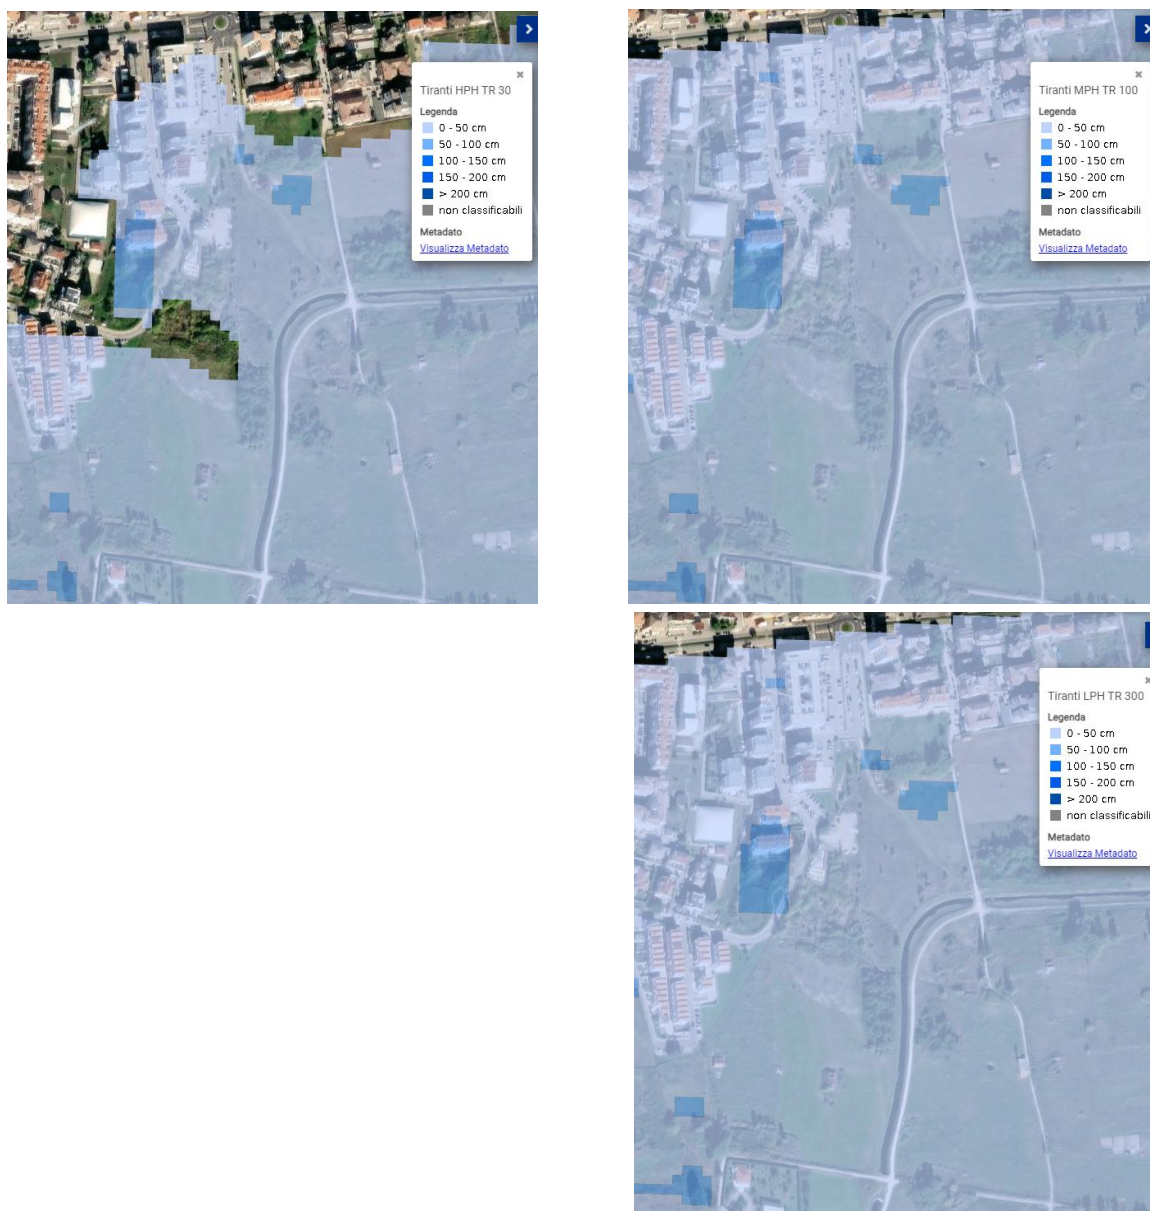 Tiranti HPH TR 30
Legenda
0 - 50 cm
50 - 100 cm
100 - 150 cm
150 - 200 cm
> 200 cm
non classificabili
Metadato
Visualizza Metadato
Tiranti MPH TR 100
Legenda
0 - 50 cm
50 - 100 cm
100 - 150 cm
150 - 200 cm
> 200 cm
non classificabili
Metadato
Visualizza Metadato
Tiranti LPH TR 300
Legenda
0 - 50 cm
50 - 100 cm
100 - 150 cm
150 - 200 cm
> 200 cm
non classificabili
Metadato
Visualizza Metadato